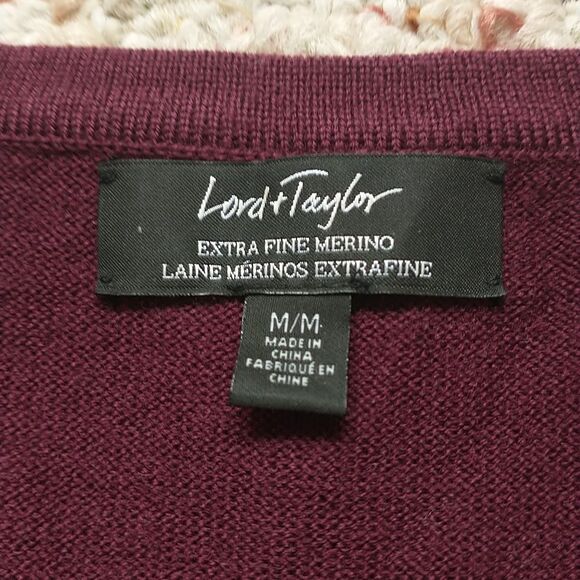 Lord+Taylor
EXTRA FINE MERINO
LAINE MÉRINOS EXTRAFINE
M/M
MADE IN
CHINA
FABRIQUÉ EN
CHINE